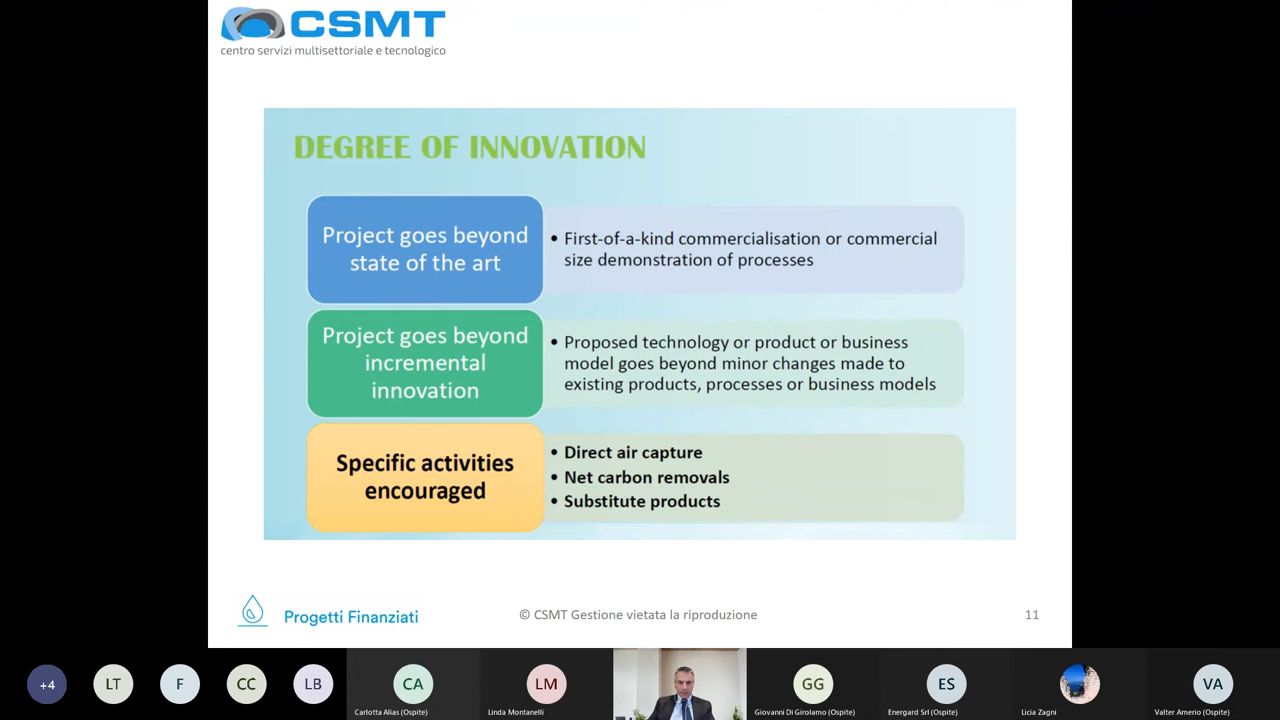 CSMT
centro servizi multisettoriale e tecnologico
DEGREE OF INNOVATION
Project goes beyond
state of the art
• First-of-a-kind commercialisation or commercial
size demonstration of processes
Project goes beyond
incremental
innovation
• Proposed technology or product or business
model goes beyond minor changes made to
existing products, processes or business models
Specific activities
encouraged
• Direct air capture
• Net carbon removals
• Substitute products
Progetti Finanziati
© CSMT Gestione vietata la riproduzione
11
+4
LT
F
CC
LB
CA
LM
GG
ES
VA
Carlotta Alias (Ospite)
Linda Montanelli
Giovanni Di Girolamo (Ospite)
Energard Srl (Ospite)
Licia Zagni
Valter Amerio (Ospite)